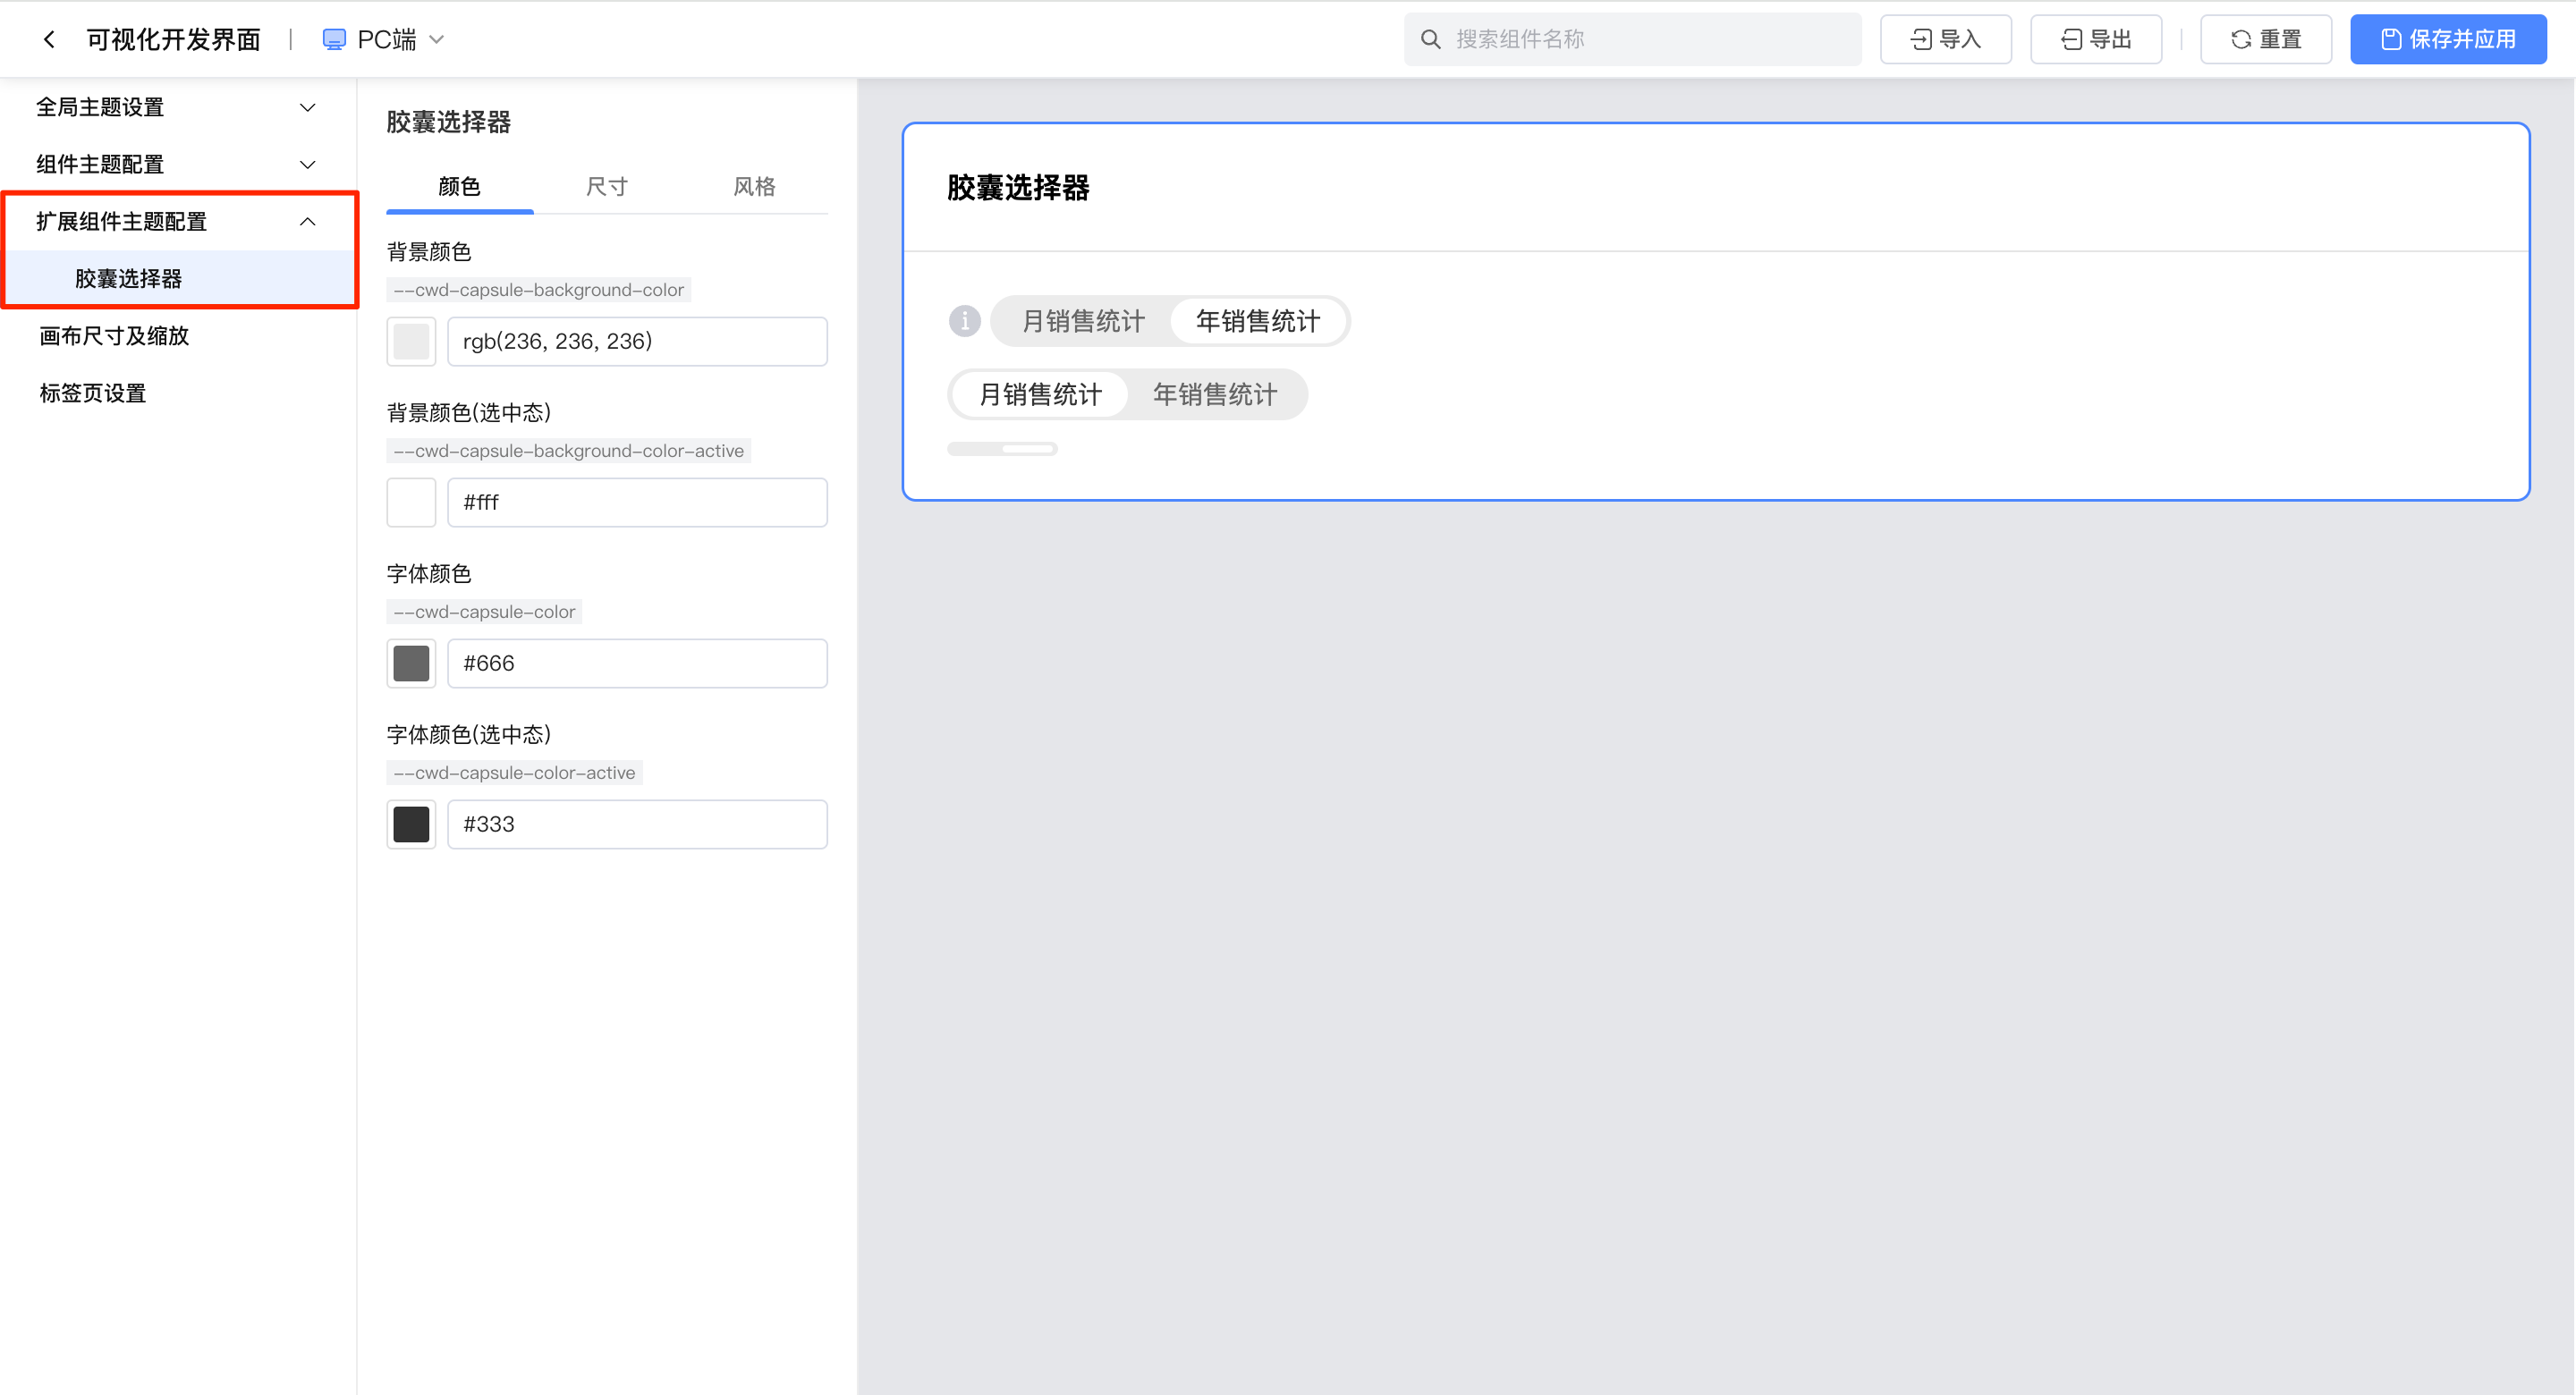 可视化开发界面
PC端
搜索组件名称
导入
导出
重置
保存并应用
全局主题设置
组件主题配置
扩展组件主题配置
胶囊选择器
画布尺寸及缩放
标签页设置
胶囊选择器
颜色
尺寸
风格
背景颜色
--cwd-capsule-background-color
rgb(236, 236, 236)
背景颜色(选中态)
--cwd-capsule-background-color-active
#fff
字体颜色
--cwd-capsule-color
#666
字体颜色(选中态)
--cwd-capsule-color-active
#333
胶囊选择器
月销售统计 年销售统计
月销售统计 年销售统计